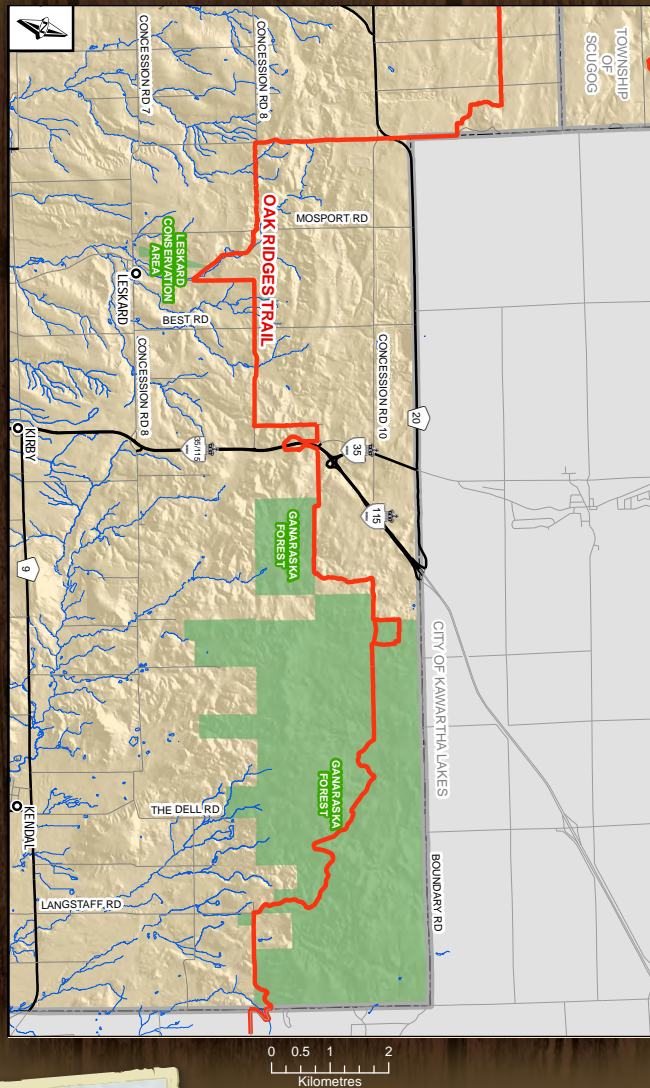 TOWNSHIP
OF
SCUGOG
CONCESSION RD 7
CONCESSION RD 8
MOSPORT RD
OAK RIDGES TRAIL
LESKARD
CONSERVATION
AREA
LESKARD
BEST RD
CONCESSION RD 8
CONCESSION RD 10
20
35/115
35
115
KIRBY
9
GANARASKA
FOREST
CITY OF KAWARTHA LAKES
GANARASKA
FOREST
THE DELL RD
KENDAL
BOUNDARY RD
LANGSTAFF RD
0 0.5 1 2
Kilometres